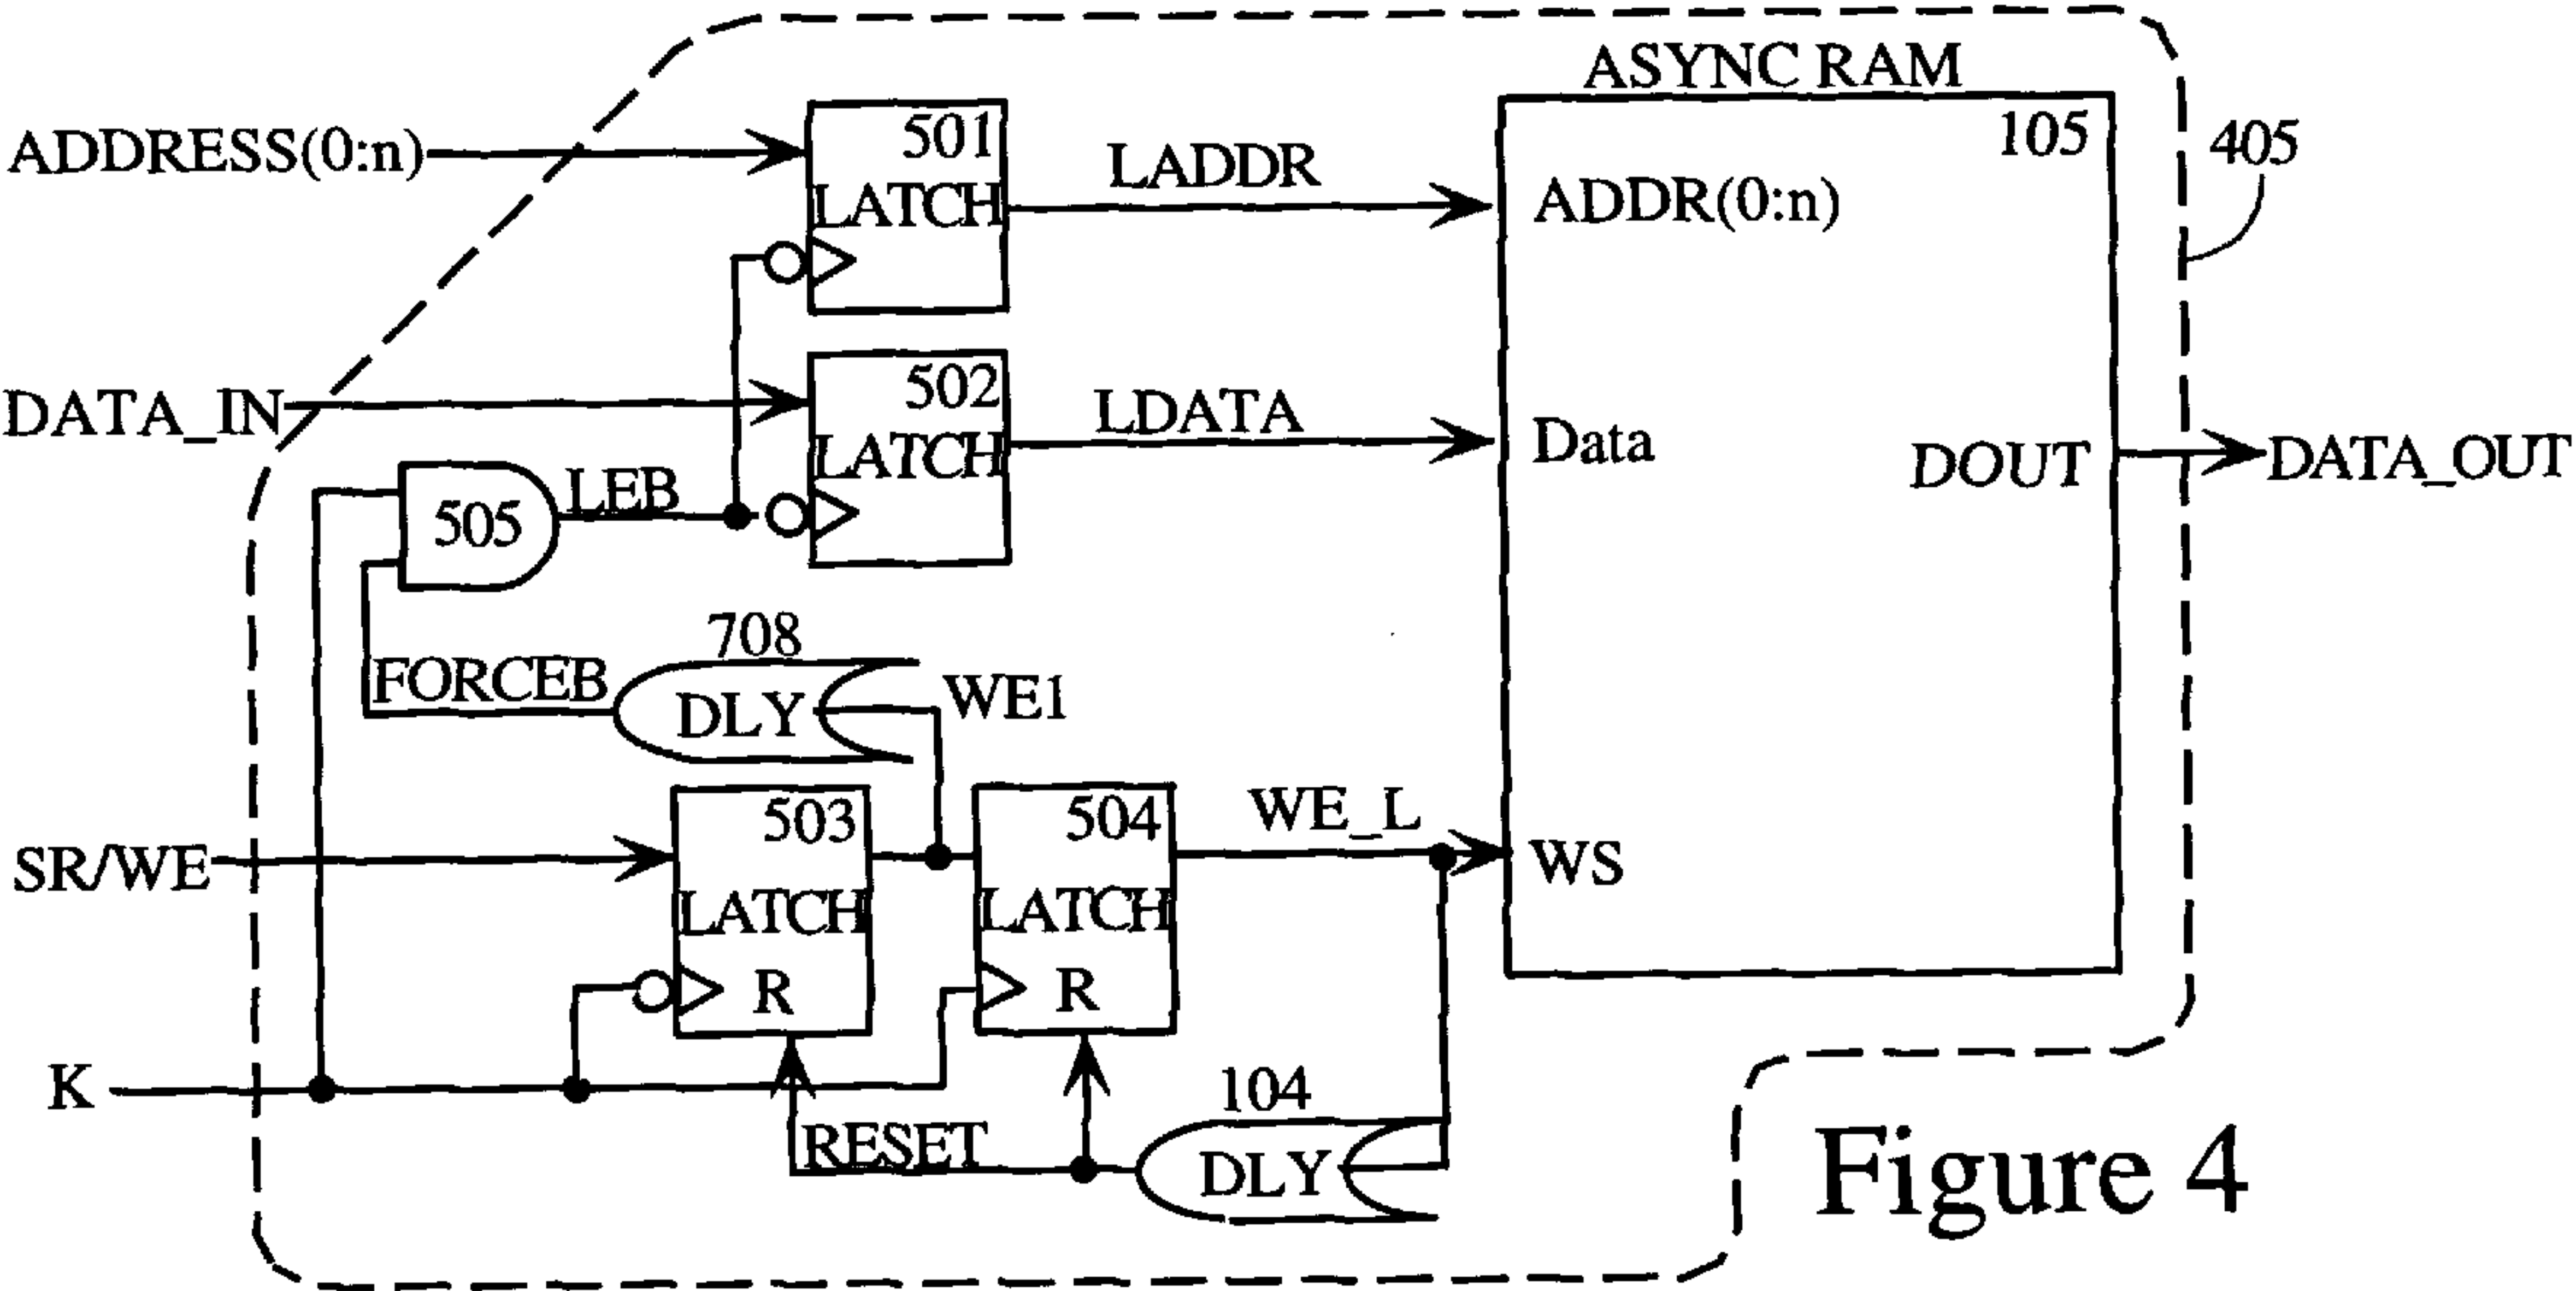 ASYNC RAM
ADDRESS(0:n)
501
LATCH
LADDR
105
ADDR(0:n)
405
DATA_IN
502
LATCH
LDATA
Data
DOUT
DATA_OUT
505
LEB
708
FORCEB
DLY
WE1
SR/WE
503
LATCH
R
504
LATCH
R
WE_L
WS
K
RESET
104
DLY
Figure 4